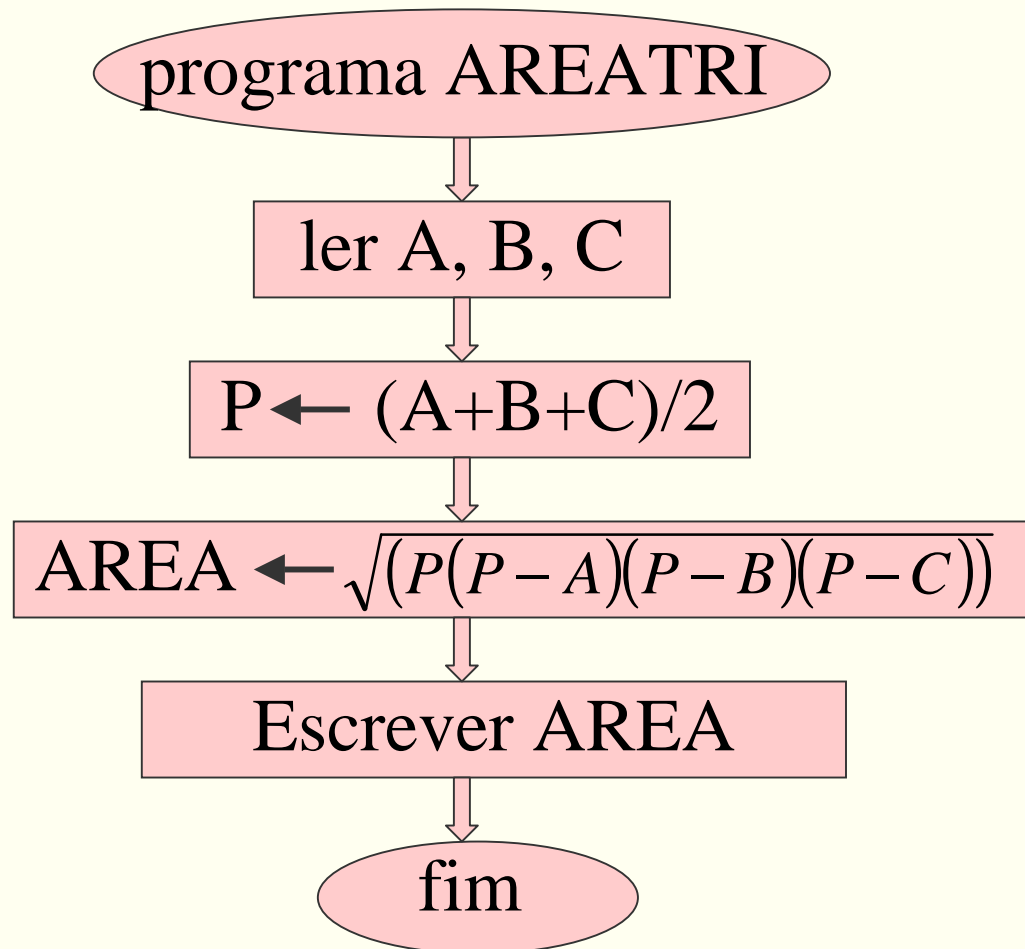 programa AREATRI
ler A, B, C
P ← (A+B+C)/2
AREA ← √((P(P − A)(P − B)(P − C))
Escrever AREA
fim